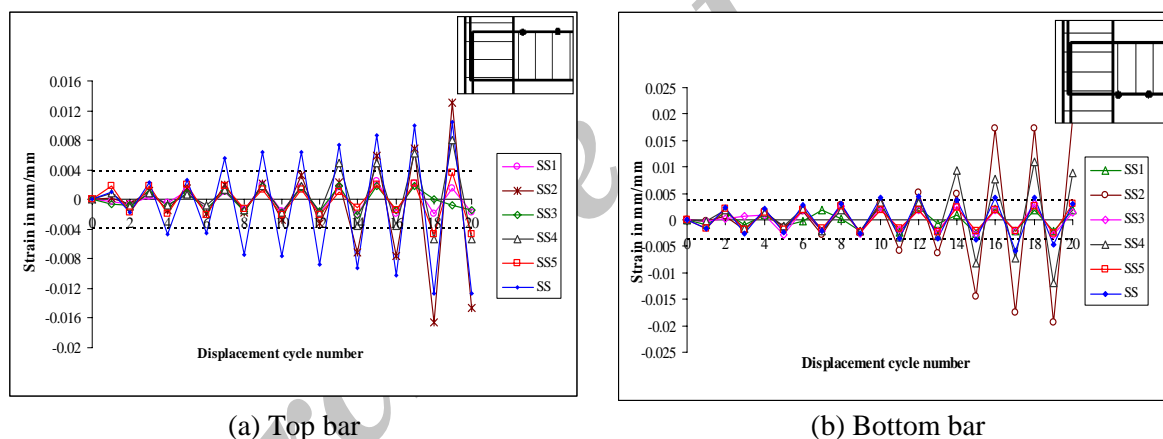 0.016
0.012
0.008
0.004
0
-0.004
-0.008
-0.012
-0.016
-0.02
Strain in mm/mm
0 2 4 6 8 10 12 14 16 18 20
Displacement cycle number
SS1
SS2
SS3
SS4
SS5
SS
(a) Top bar
0.025
0.02
0.015
0.01
0.005
0
-0.005
-0.01
-0.015
-0.02
-0.025
Strain in mm/mm
0 2 4 6 8 10 12 14 16 18 20
Displacement cycle number
SS1
SS2
SS3
SS4
SS5
SS
(b) Bottom bar